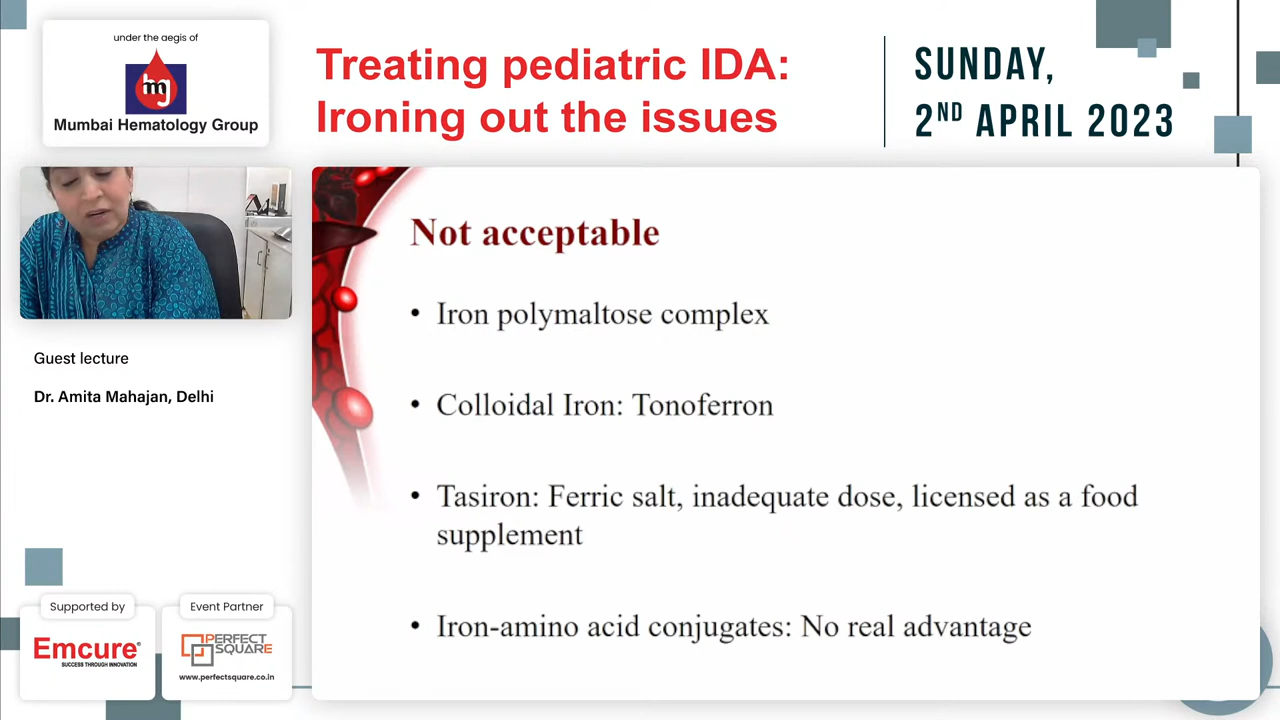 under the aegis of
hmg
Mumbai Hematology Group
Treating pediatric IDA:
Ironing out the issues
SUNDAY,
2ND APRIL 2023
Guest lecture
Dr. Amita Mahajan, Delhi
Not acceptable
• Iron polymaltose complex
• Colloidal Iron: Tonoferron
• Tasiron: Ferric salt, inadequate dose, licensed as a food
supplement
• Iron-amino acid conjugates: No real advantage
Supported by
Emcure®
SUCCESS THROUGH INNOVATION
Event Partner
PERFECT
SQUARE
www.perfectsquare.co.in